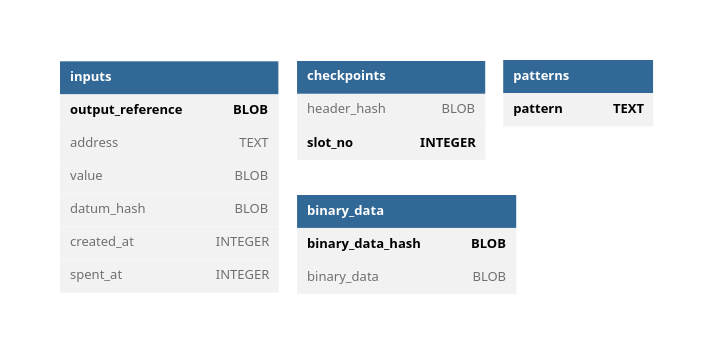 inputs
output_reference BLOB
address TEXT
value BLOB
datum_hash BLOB
created_at INTEGER
spent_at INTEGER
checkpoints
header_hash BLOB
slot_no INTEGER
patterns
pattern TEXT
binary_data
binary_data_hash BLOB
binary_data BLOB